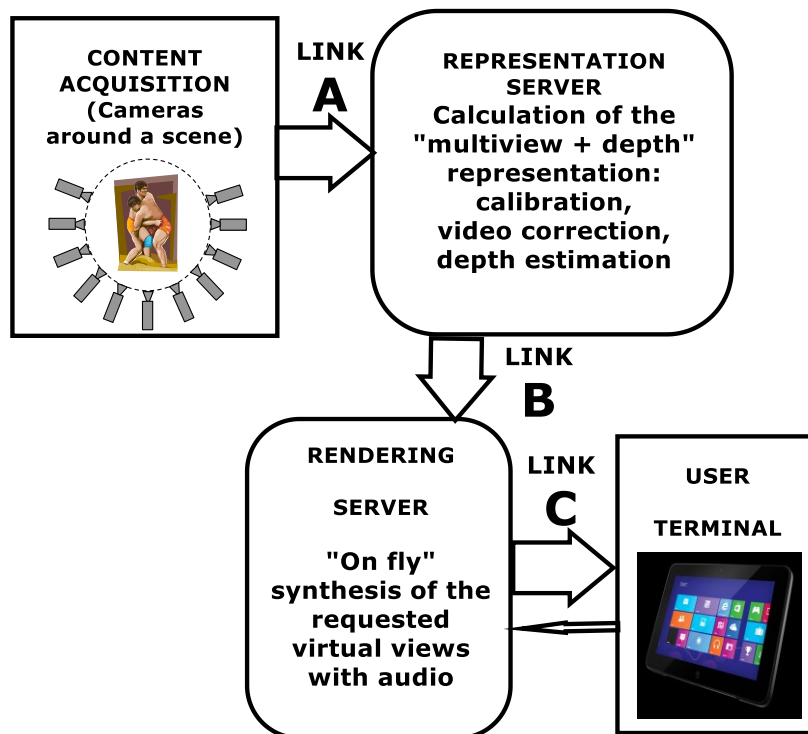 CONTENT
ACQUISITION
(Cameras
around a scene)
LINK
A
REPRESENTATION
SERVER
Calculation of the
"multiview + depth"
representation:
calibration,
video correction,
depth estimation
LINK
B
RENDERING
SERVER
"On fly"
synthesis of the
requested
virtual views
with audio
LINK
C
USER
TERMINAL